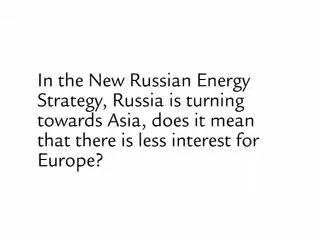 In the New Russian Energy
Strategy, Russia is turning
towards Asia, does it mean
that there is less interest for
Europe?